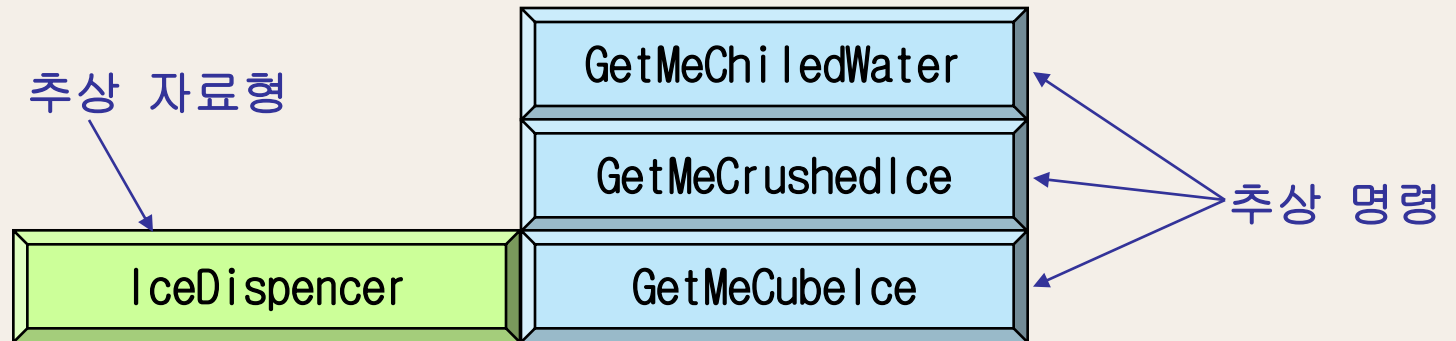 GetMeChiledWater
추상 자료형
GetMeCrushedIce
추상 명령
IceDispencer
GetMeCubeIce